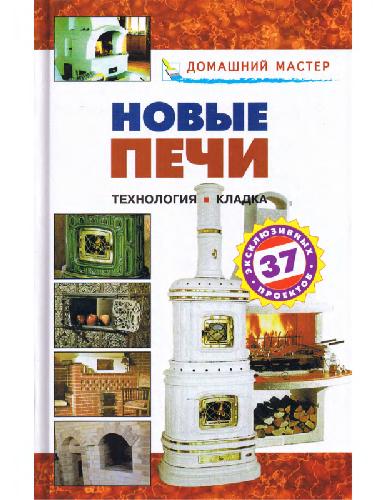 ДОМАШНИЙ МАСТЕР
НОВЫЕ
ПЕЧИ
ТЕХНОЛОГИЯ ▪ КЛАДКА
ЭКСКЛЮЗИВНЫХ
37
ПРОЕКТОВ